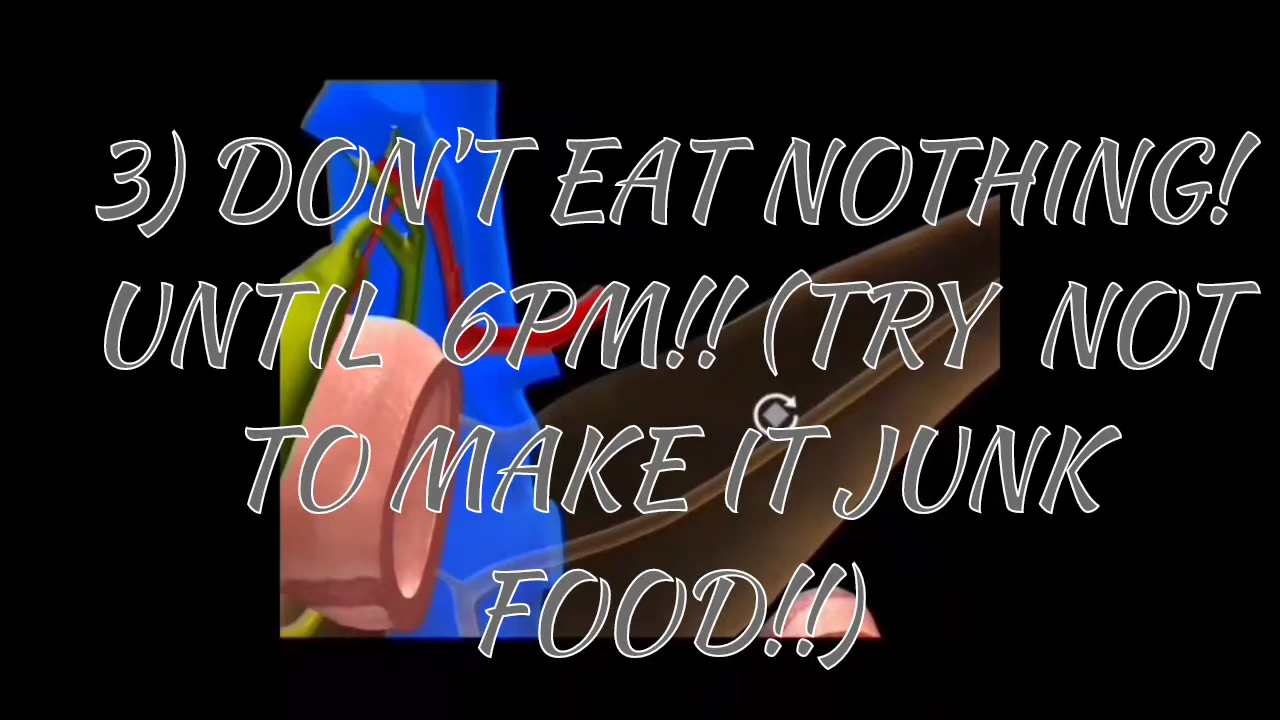 3) DON'T EAT NOTHING!
UNTIL 6PM!! (TRY NOT
TO MAKE IT JUNK
FOOD!!)